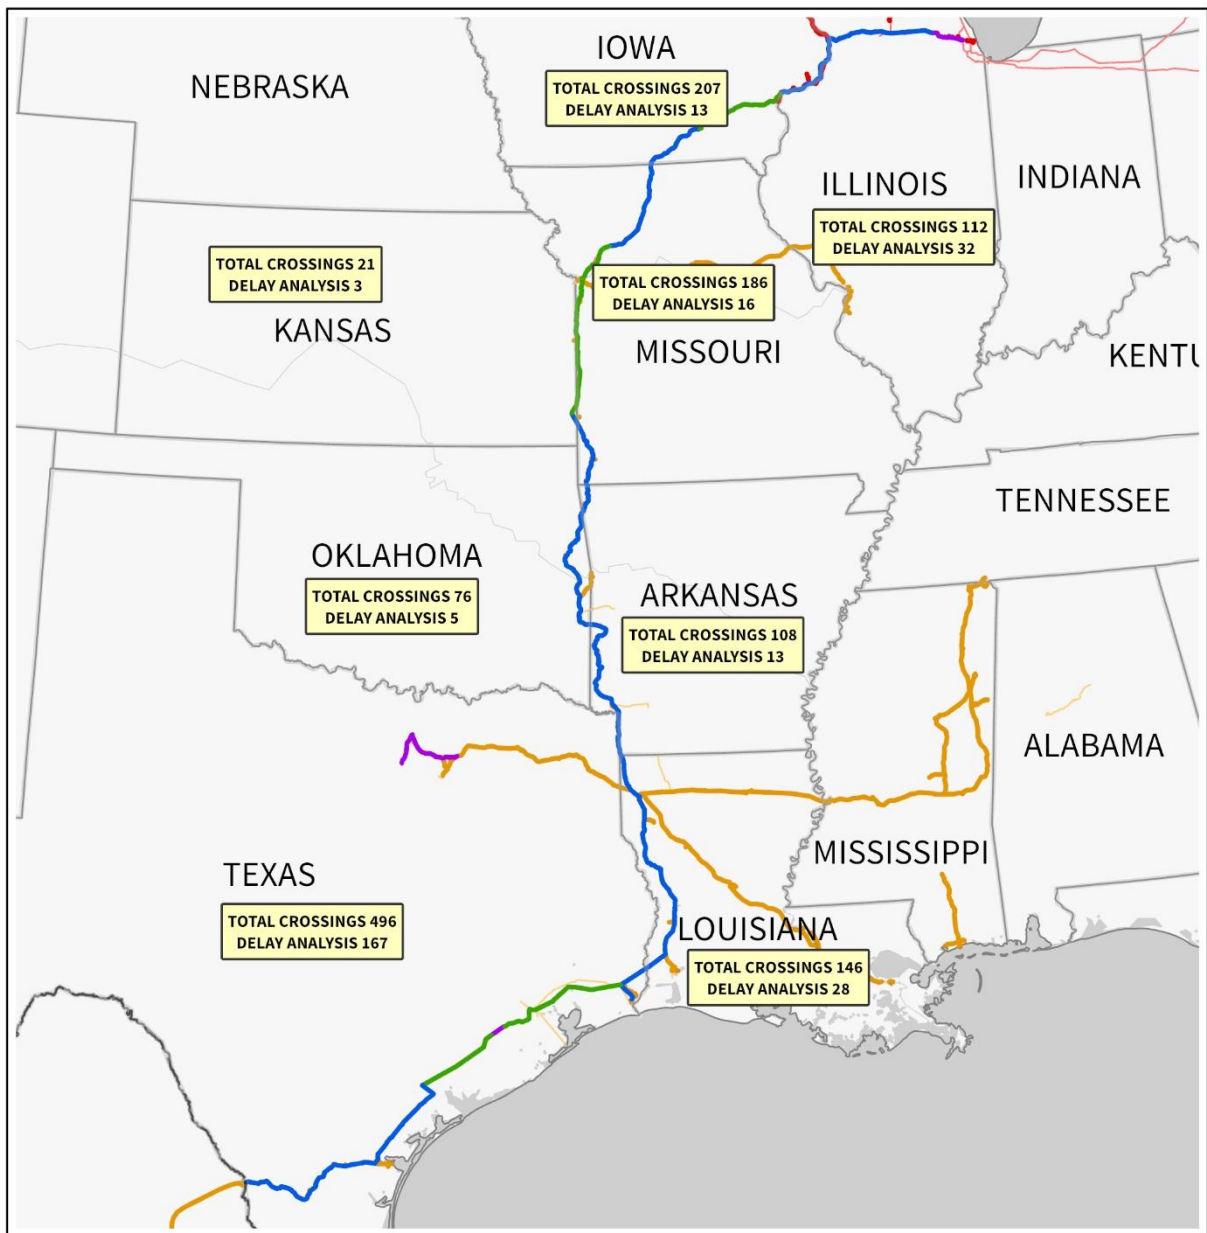 IOWA
TOTAL CROSSINGS 207
DELAY ANALYSIS 13
NEBRASKA
ILLINOIS
INDIANA
TOTAL CROSSINGS 112
DELAY ANALYSIS 32
TOTAL CROSSINGS 21
DELAY ANALYSIS 3
TOTAL CROSSINGS 186
DELAY ANALYSIS 16
KANSAS
MISSOURI
KENTU
TENNESSEE
OKLAHOMA
TOTAL CROSSINGS 76
DELAY ANALYSIS 5
ARKANSAS
TOTAL CROSSINGS 108
DELAY ANALYSIS 13
ALABAMA
MISSISSIPPI
TEXAS
TOTAL CROSSINGS 496
DELAY ANALYSIS 167
LOUISIANA
TOTAL CROSSINGS 146
DELAY ANALYSIS 28